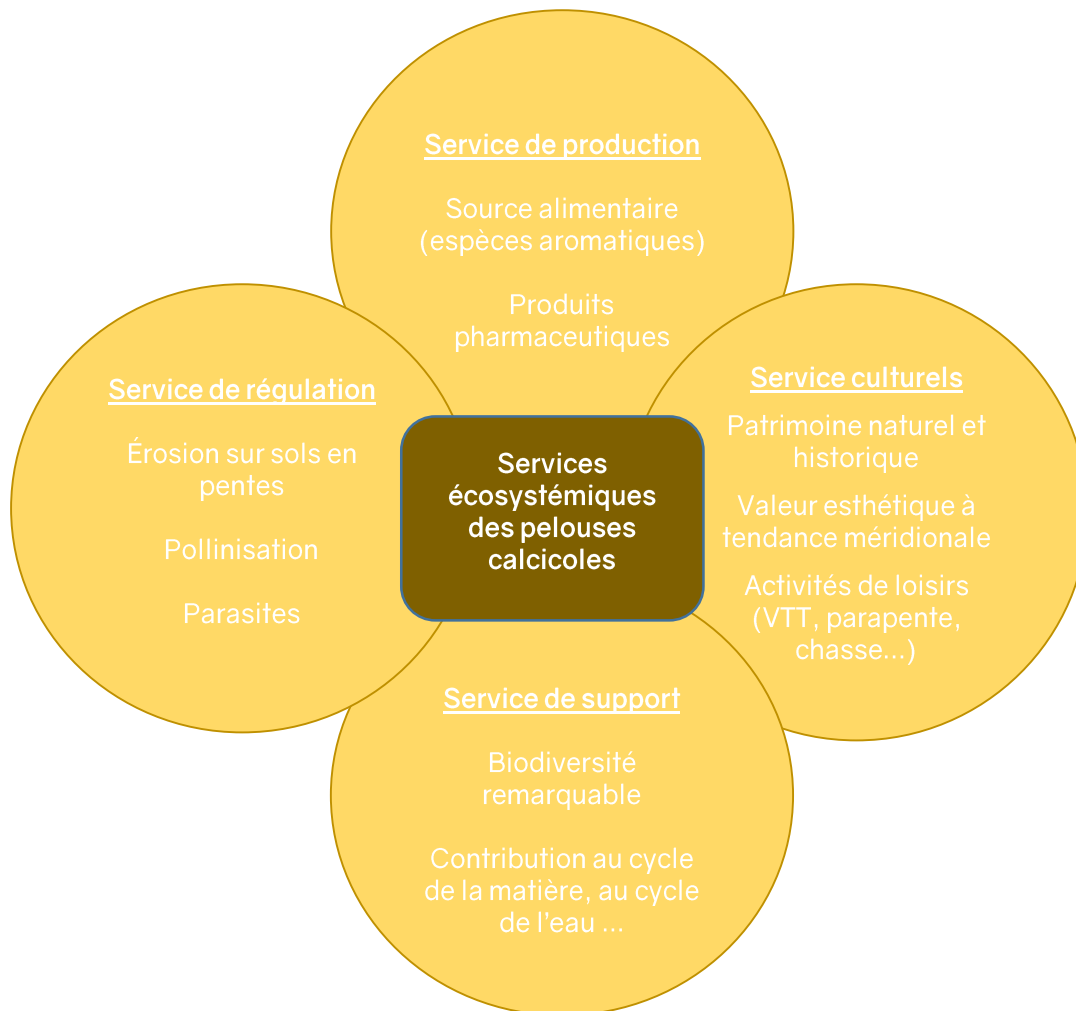 Service de production
Source alimentaire
(espèces aromatiques)
Produits
pharmaceutiques
Service de régulation
Érosion sur sols en
pentes
Pollinisation
Parasites
Services
écosystémiques
des pelouses
calcicoles
Service culturels
Patrimoine naturel et
historique
Valeur esthétique à
tendance méridionale
Activités de loisirs
(VTT, parapente,
chasse...)
Service de support
Biodiversité
remarquable
Contribution au cycle
de la matière, au cycle
de l'eau ...